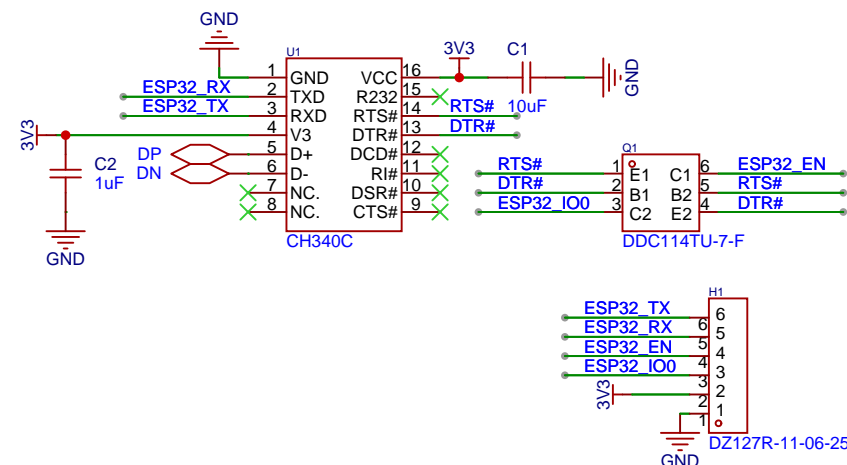 GND
U1
1 GND VCC 16
ESP32_RX 2 TXD R232 15
ESP32_TX 3 RXD RTS# 14 RTS#
3V3 4 V3 DTR# 13 DTR#
DP 5 D+ DCD# 12
DN 6 D- RI# 11
7 NC. DSR# 10
8 NC. CTS# 9
CH340C
C2
1uF
GND
3V3
C1
10uF
GND
Q1
RTS# 1 E1 C1 6 ESP32_EN
DTR# 2 B1 B2 5 RTS#
ESP32_IO0 3 C2 E2 4 DTR#
DDC114TU-7-F
H1
ESP32_TX 6 6
ESP32_RX 5 5
ESP32_EN 4 4
ESP32_IO0 3 3
3V3 2 2
1 1
GND
DZ127R-11-06-25